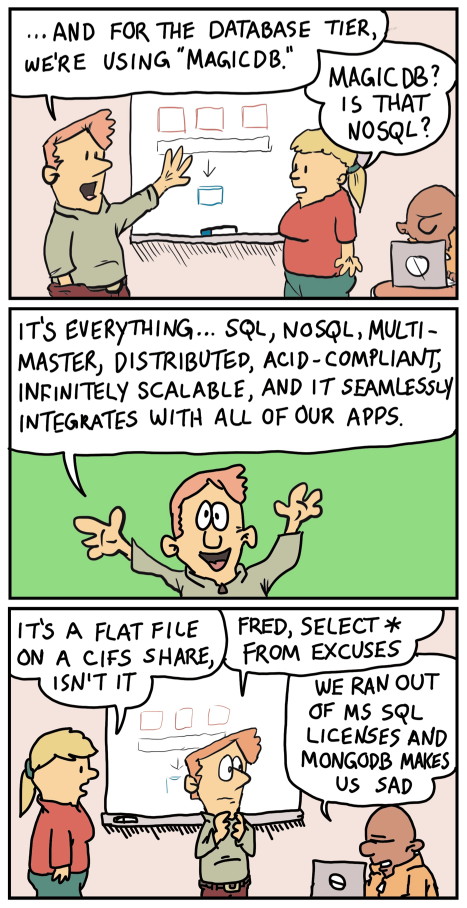 ...AND FOR THE DATABASE TIER,
WE'RE USING "MAGICDB."
MAGICDB?
IS THAT
NOSQL?
IT'S EVERYTHING... SQL, NOSQL, MULTI-
MASTER, DISTRIBUTED, ACID-COMPLIANT,
INFINITELY SCALABLE, AND IT SEAMLESSLY
INTEGRATES WITH ALL OF OUR APPS.
IT'S A FLAT FILE
ON A CIFS SHARE,
ISN'T IT
FRED, SELECT *
FROM EXCUSES
WE RAN OUT
OF MS SQL
LICENSES AND
MONGODB MAKES
US SAD